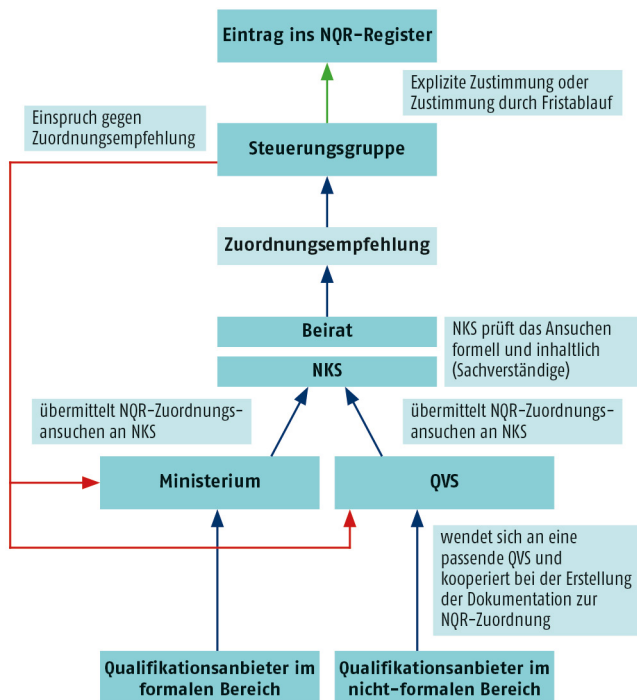 Eintrag ins NQR-Register
Explizite Zustimmung oder
Zustimmung durch Fristablauf
Einspruch gegen
Zuordnungsempfehlung
Steuerungsgruppe
Zuordnungsempfehlung
Beirat
NKS
NKS prüft das Ansuchen
formell und inhaltlich
(Sachverständige)
übermittelt NQR-Zuordnungs-
ansuchen an NKS
übermittelt NQR-Zuordnungs-
ansuchen an NKS
Ministerium
QVS
wendet sich an eine
passende QVS und
kooperiert bei der Erstellung
der Dokumentation zur
NQR-Zuordnung
Qualifikationsanbieter im
formalen Bereich
Qualifikationsanbieter im
nicht-formalen Bereich